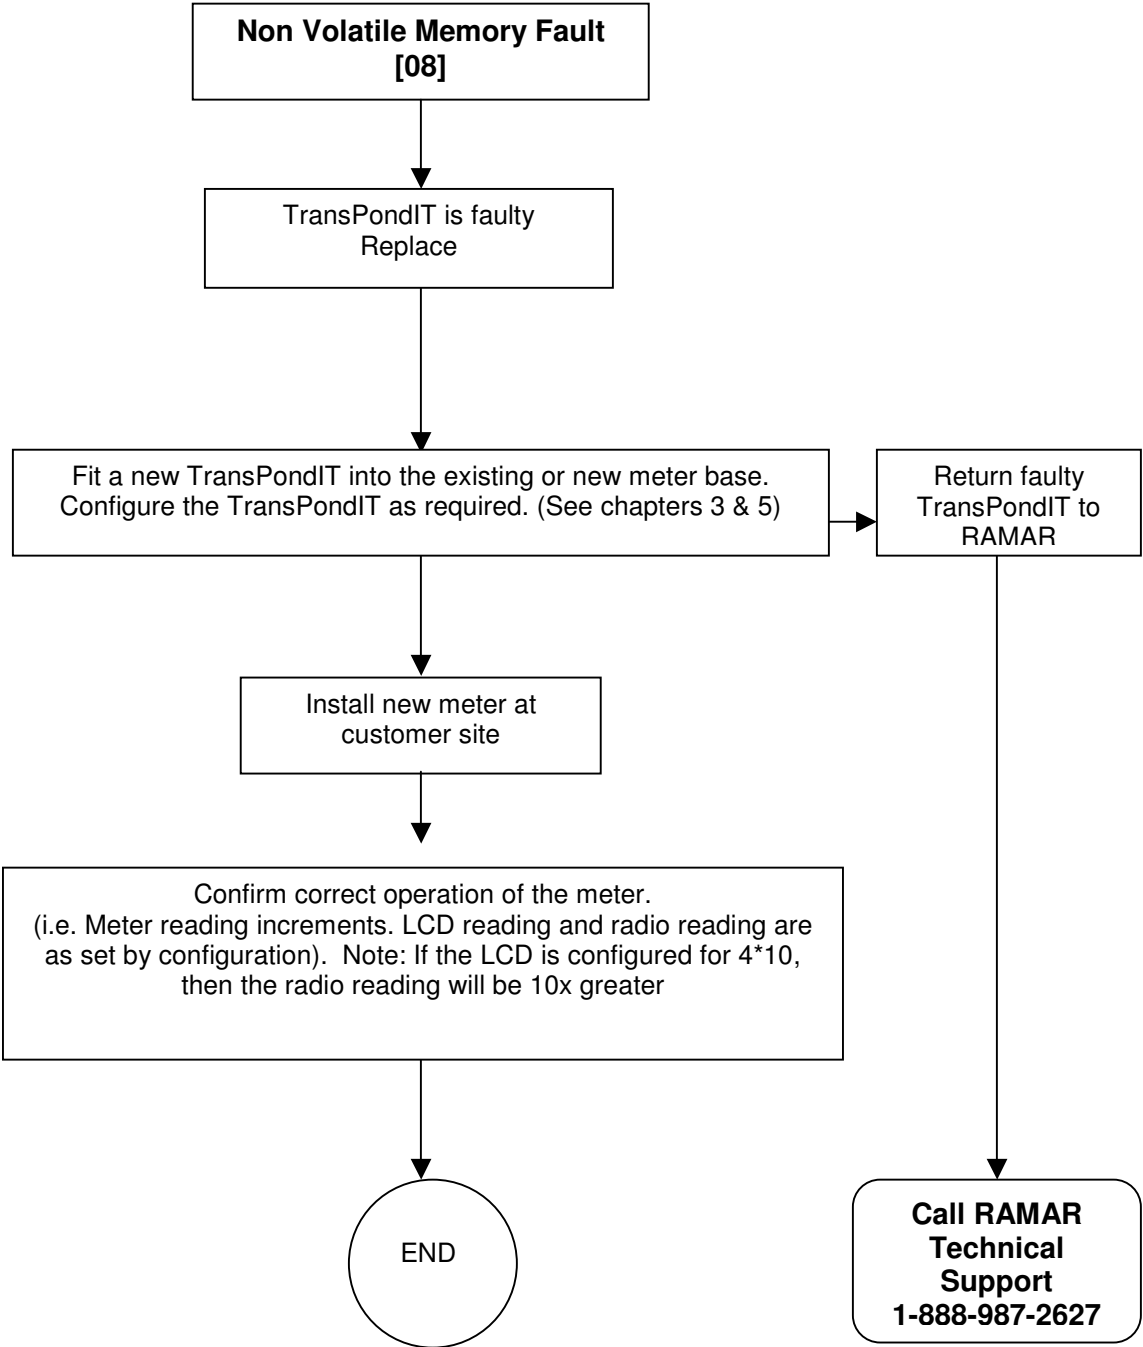 Non Volatile Memory Fault
[08]
TransPondIT is faulty
Replace
Fit a new TransPondIT into the existing or new meter base.
Configure the TransPondIT as required. (See chapters 3 & 5)
Return faulty
TransPondIT to
RAMAR
Install new meter at
customer site
Confirm correct operation of the meter.
(i.e. Meter reading increments. LCD reading and radio reading are
as set by configuration).  Note: If the LCD is configured for 4*10,
then the radio reading will be 10x greater
END
Call RAMAR
Technical
Support
1-888-987-2627